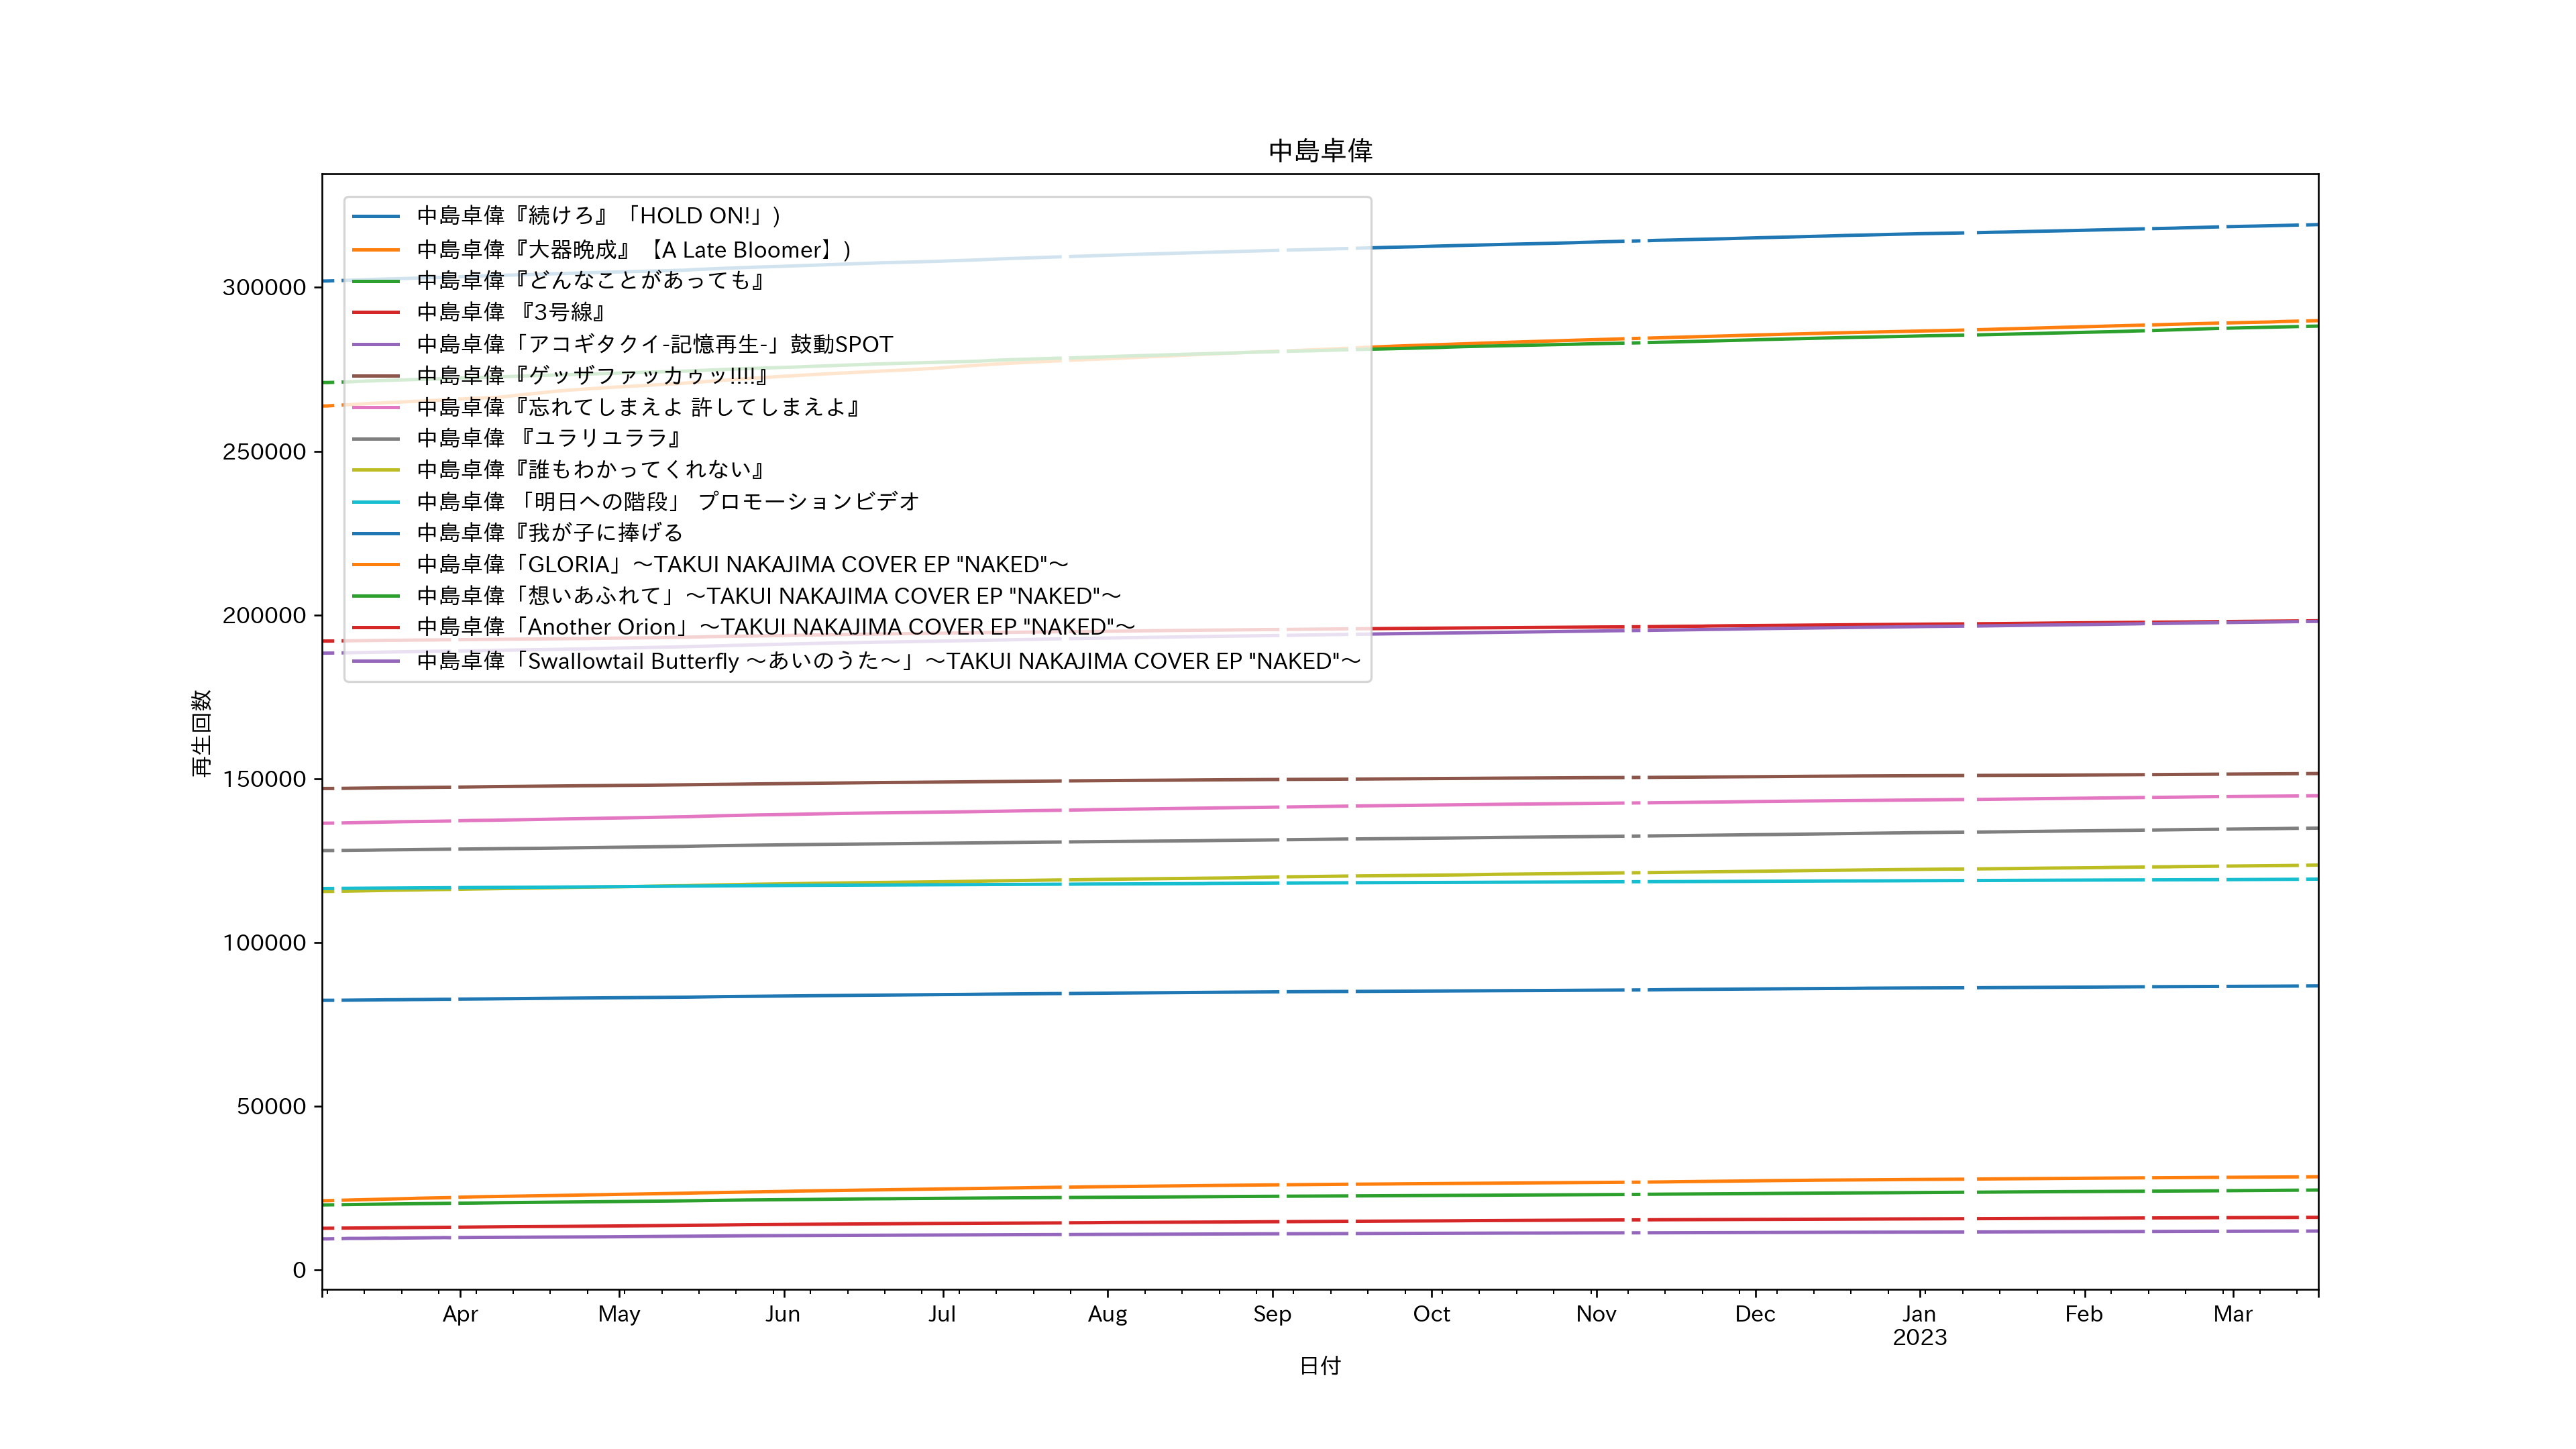 中島卓偉
中島卓偉『続けろ』「HOLD ON!」)
中島卓偉『大器晩成』【A Late Bloomer】)
中島卓偉『どんなことがあっても』
中島卓偉 『3号線』
中島卓偉「アコギタクイ-記憶再生-」鼓動SPOT
中島卓偉『ゲッザファッカゥッ!!!!』
中島卓偉『忘れてしまえよ 許してしまえよ』
中島卓偉 『ユラリユララ』
中島卓偉『誰もわかってくれない』
中島卓偉 「明日への階段」 プロモーションビデオ
中島卓偉『我が子に捧げる
中島卓偉「GLORIA」～TAKUI NAKAJIMA COVER EP "NAKED"～
中島卓偉「想いあふれて」～TAKUI NAKAJIMA COVER EP "NAKED"～
中島卓偉「Another Orion」～TAKUI NAKAJIMA COVER EP "NAKED"～
中島卓偉「Swallowtail Butterfly ～あいのうた～」～TAKUI NAKAJIMA COVER EP "NAKED"～
再生回数
300000
250000
200000
150000
100000
50000
0
Apr May Jun Jul Aug Sep Oct Nov Dec Jan Feb Mar
2023
日付